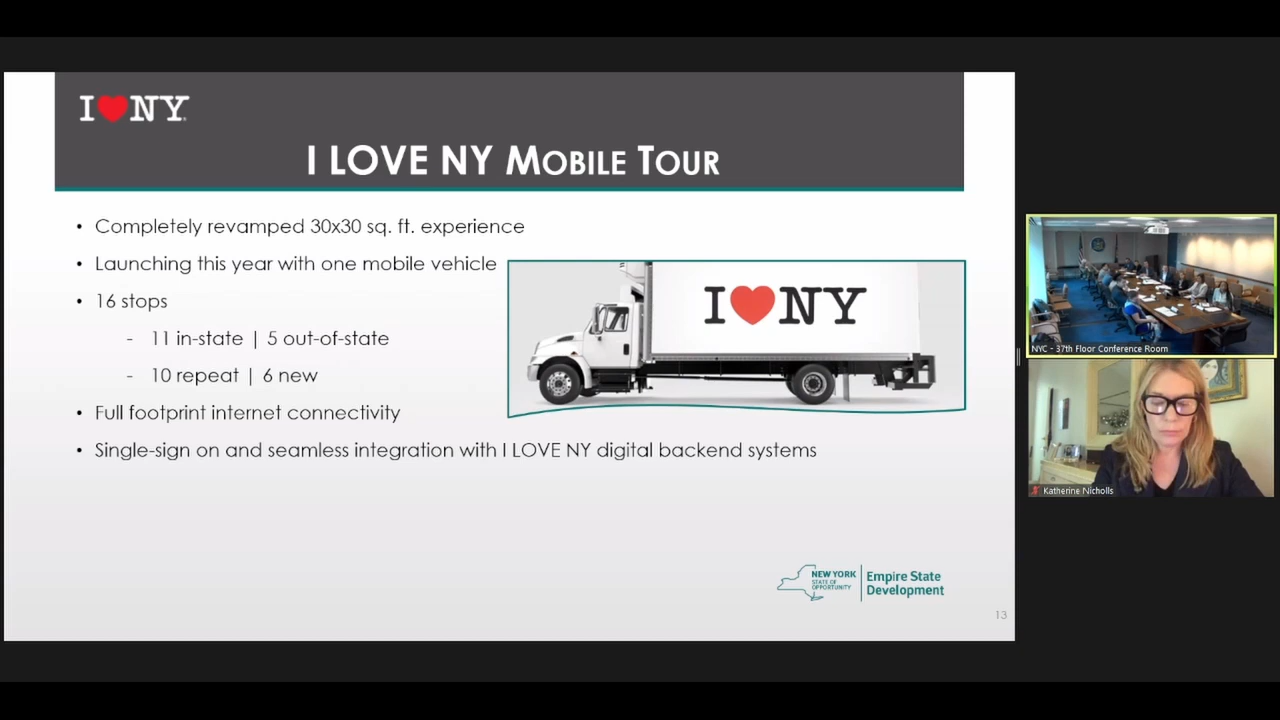 I ♥ NY
I LOVE NY MOBILE TOUR
• Completely revamped 30x30 sq. ft. experience
• Launching this year with one mobile vehicle
• 16 stops
- 11 in-state | 5 out-of-state
- 10 repeat | 6 new
• Full footprint internet connectivity
• Single-sign on and seamless integration with I LOVE NY digital backend systems
I ♥ NY
NEW YORK
STATE OF
OPPORTUNITY
Empire State
Development
13
NYC - 37th Floor Conference Room
Katherine Nicholls